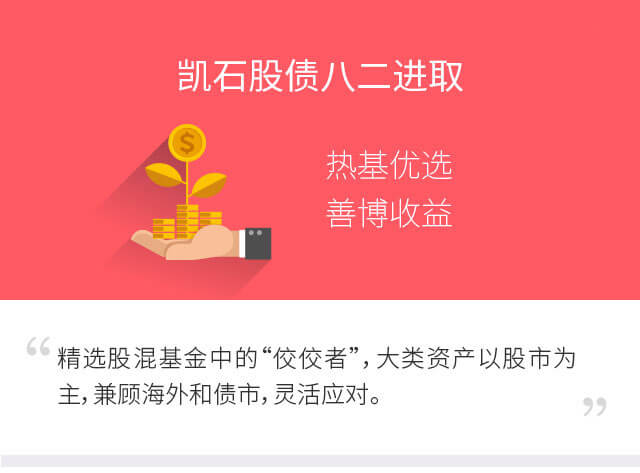 凯石股债八二进取
热基优选
善博收益
精选股混基金中的“佼佼者”，大类资产以股市为
主，兼顾海外和债市，灵活应对。